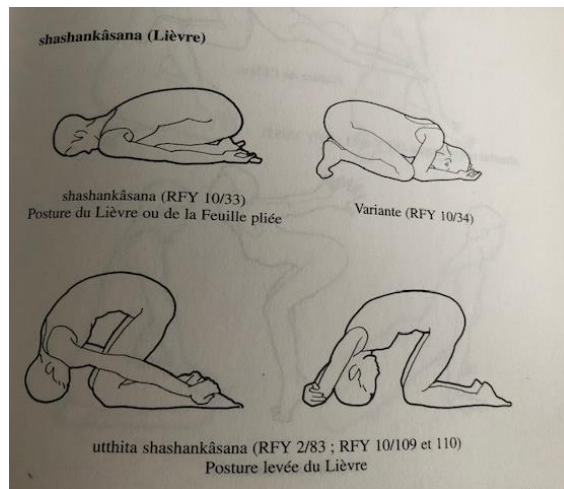 shashankâsana (Lièvre)
shashankâsana (RFY 10/33)
Posture du Lièvre ou de la Feuille pliée
Variante (RFY 10/34)
utthita shashankâsana (RFY 2/83 ; RFY 10/109 et 110)
Posture levée du Lièvre